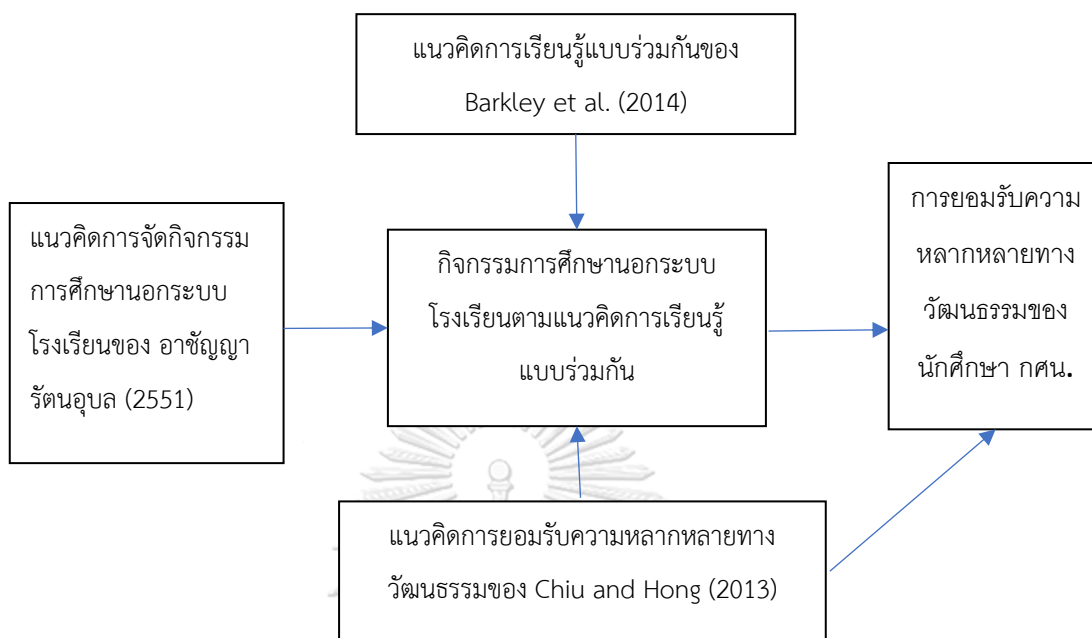 แนวคิดการเรียนรู้แบบร่วมกันของ
Barkley et al. (2014)
แนวคิดการจัดกิจกรรม
การศึกษานอกระบบ
โรงเรียนของ อาชัญญา
รัตนอุบล (2551)
กิจกรรมการศึกษานอกระบบ
โรงเรียนตามแนวคิดการเรียนรู้
แบบร่วมกัน
การยอมรับความ
หลากหลายทาง
วัฒนธรรมของ
นักศึกษา กศน.
แนวคิดการยอมรับความหลากหลายทาง
วัฒนธรรมของ Chiu and Hong (2013)